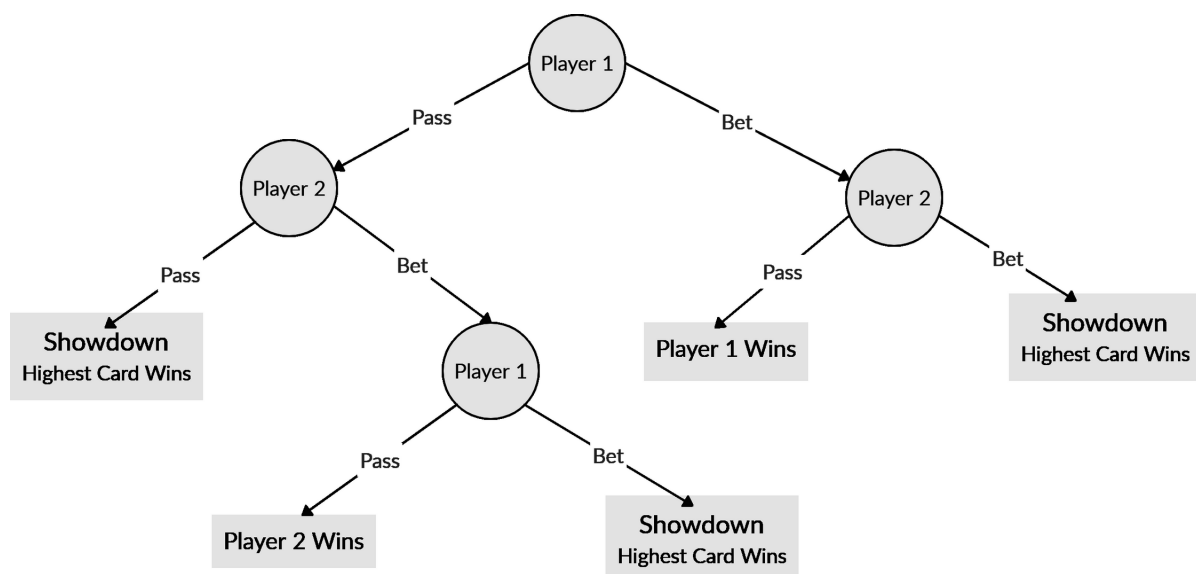 Player 1
Pass
Bet
Player 2
Player 2
Pass
Bet
Pass
Bet
Showdown
Highest Card Wins
Player 1
Player 1 Wins
Showdown
Highest Card Wins
Pass
Bet
Player 2 Wins
Showdown
Highest Card Wins